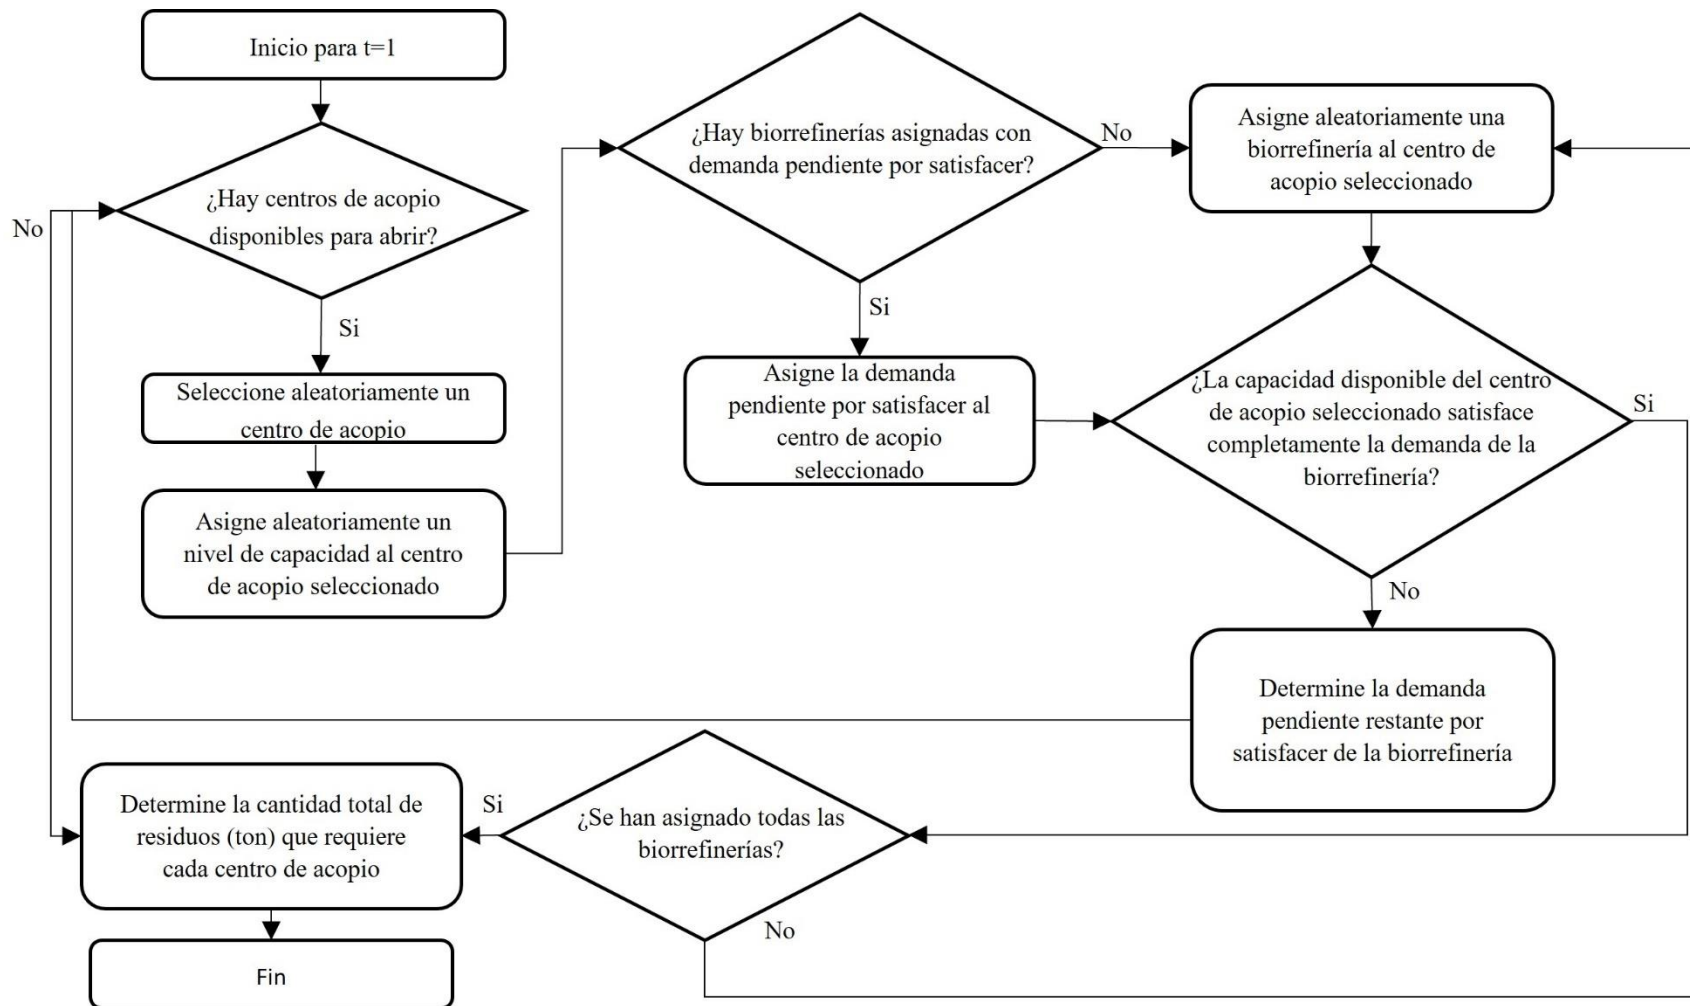 Inicio para t=1
¿Hay centros de acopio
disponibles para abrir?
No
Si
Seleccione aleatoriamente un
centro de acopio
Asigne aleatoriamente un
nivel de capacidad al centro
de acopio seleccionado
¿Hay biorrefinerías asignadas con
demanda pendiente por satisfacer?
No
Si
Asigne la demanda
pendiente por satisfacer al
centro de acopio
seleccionado
Asigne aleatoriamente una
biorrefinería al centro de
acopio seleccionado
¿La capacidad disponible del centro
de acopio seleccionado satisface
completamente la demanda de la
biorrefinería?
Si
No
Determine la demanda
pendiente restante por
satisfacer de la biorrefinería
¿Se han asignado todas las
biorrefinerías?
Si
No
Determine la cantidad total de
residuos (ton) que requiere
cada centro de acopio
Fin